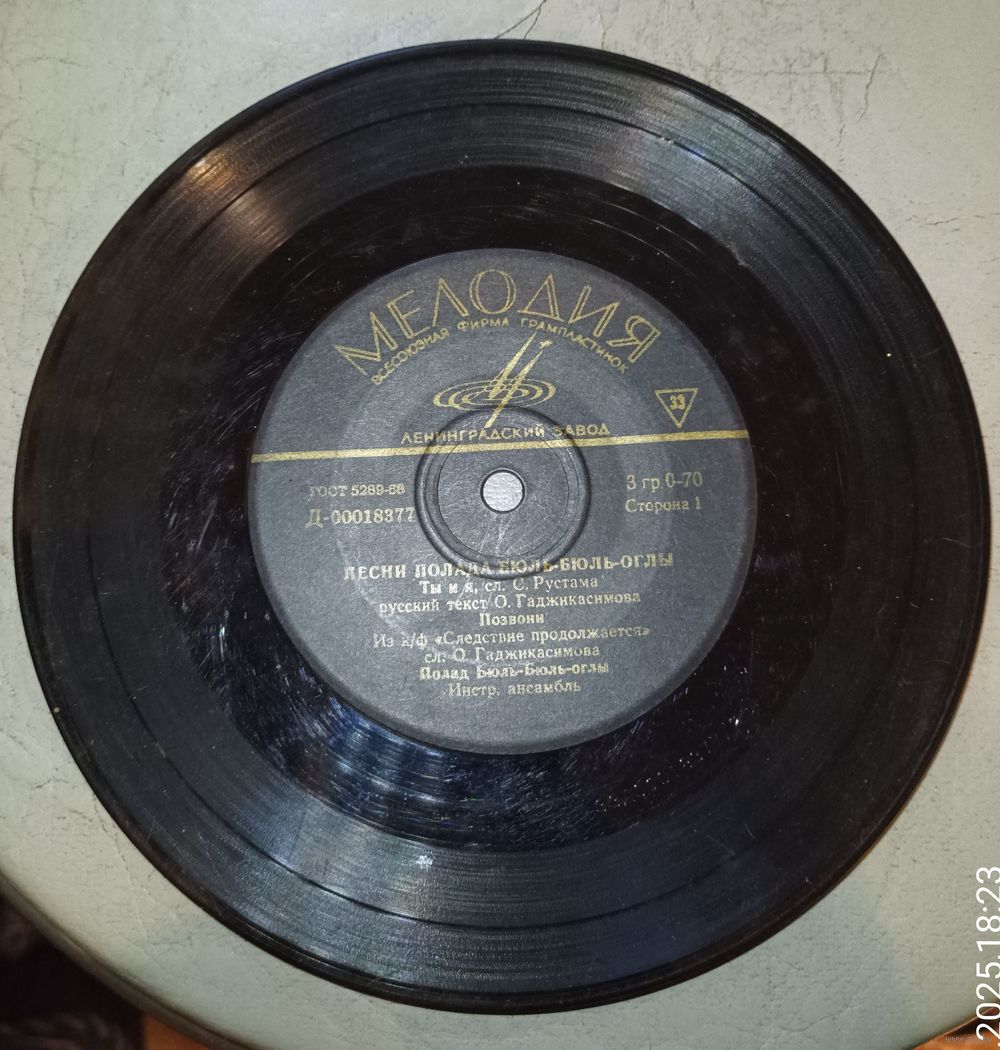 МЕЛОДИЯ
ВСЕСОЮЗНАЯ ФИРМА ГРАМПЛАСТИНОК
33
ЛЕНИНГРАДСКИЙ ЗАВОД
ГОСТ 5289-68
3 гр.0-70
Д-00018377
Сторона 1
ПЕСНИ ПОЛАДА БЮЛЬ-БЮЛЬ-ОГЛЫ
Ты и я, сл. С. Рустама
русский текст О. Гаджикасимова
Позвони
Из к/ф «Следствие продолжается»
сл. О. Гаджикасимова
Полад Бюль-Бюль-оглы
Инстр. ансамбль
2025.18:23